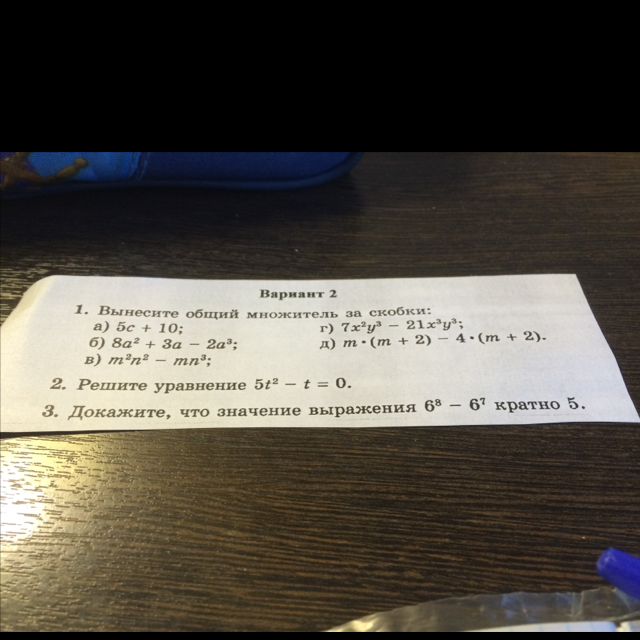 Вариант 2
1. Вынесите общий множитель за скобки:
а) 5c + 10; г) 7x²y³ − 21x³y³;
б) 8a² + 3a − 2a³; д) m·(m + 2) − 4·(m + 2).
в) m²n² − mn³;
2. Решите уравнение 5t² − t = 0.
3. Докажите, что значение выражения 6⁸ − 6⁷ кратно 5.